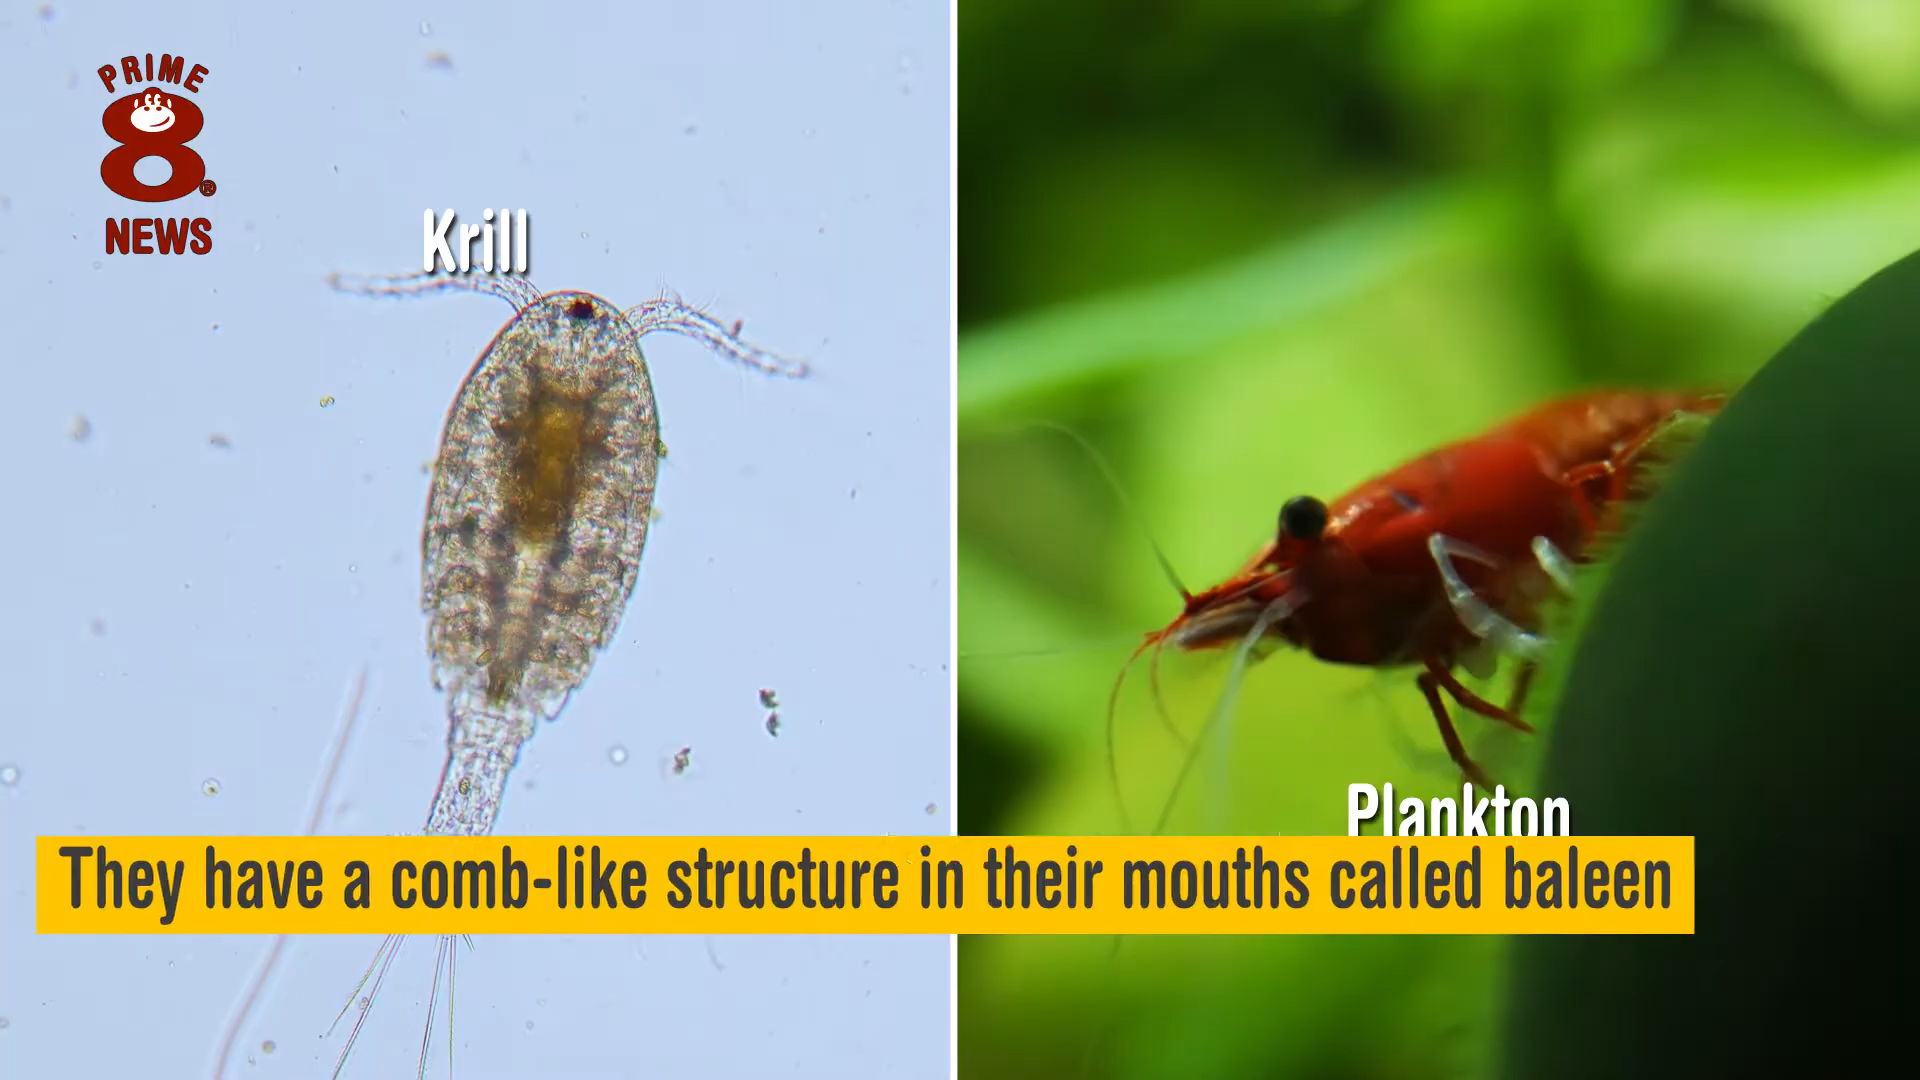 PRIME
8
®
NEWS
Krill
Plankton
They have a comb-like structure in their mouths called baleen